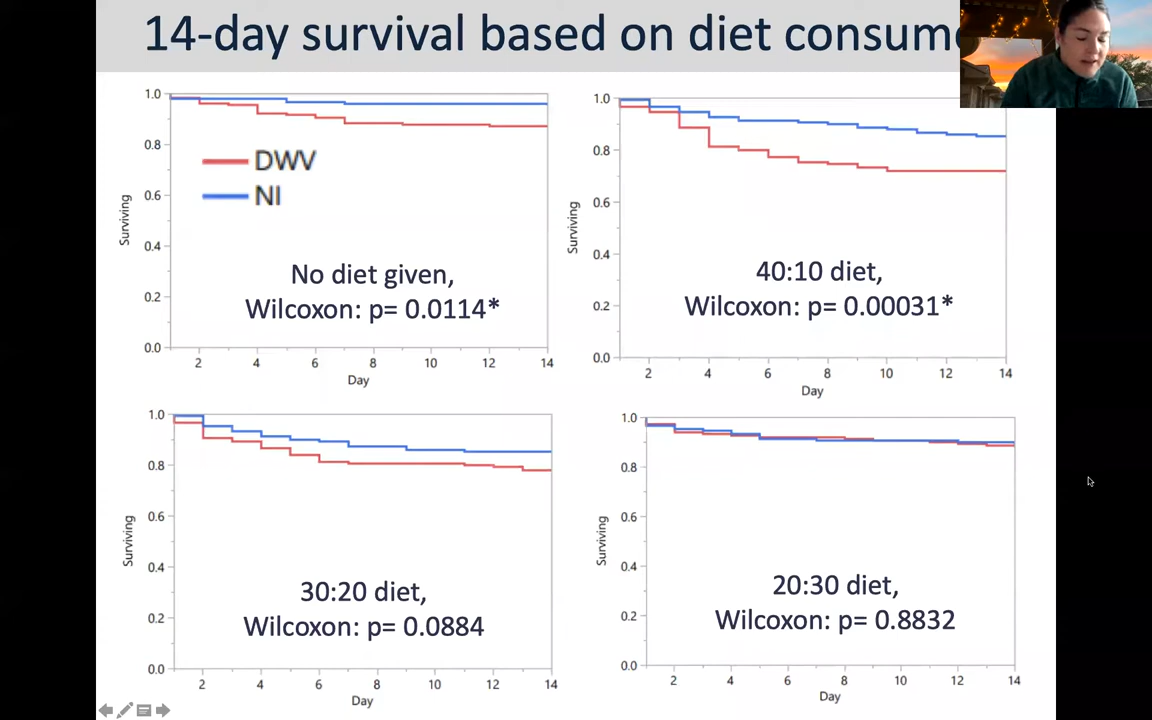 14-day survival based on diet
1.0
0.8
0.6
0.4
0.2
0.0
Surviving
DWV
NI
No diet given,
Wilcoxon: p= 0.0114*
2 4 6 8 10 12 14
Day
1.0
0.8
0.6
0.4
0.2
0.0
Surviving
40:10 diet,
Wilcoxon: p= 0.00031*
2 4 6 8 10 12 14
Day
1.0
0.8
0.6
0.4
0.2
0.0
Surviving
30:20 diet,
Wilcoxon: p= 0.0884
2 4 6 8 10 12 14
Day
1.0
0.8
0.6
0.4
0.2
0.0
Surviving
20:30 diet,
Wilcoxon: p= 0.8832
2 4 6 8 10 12 14
Day